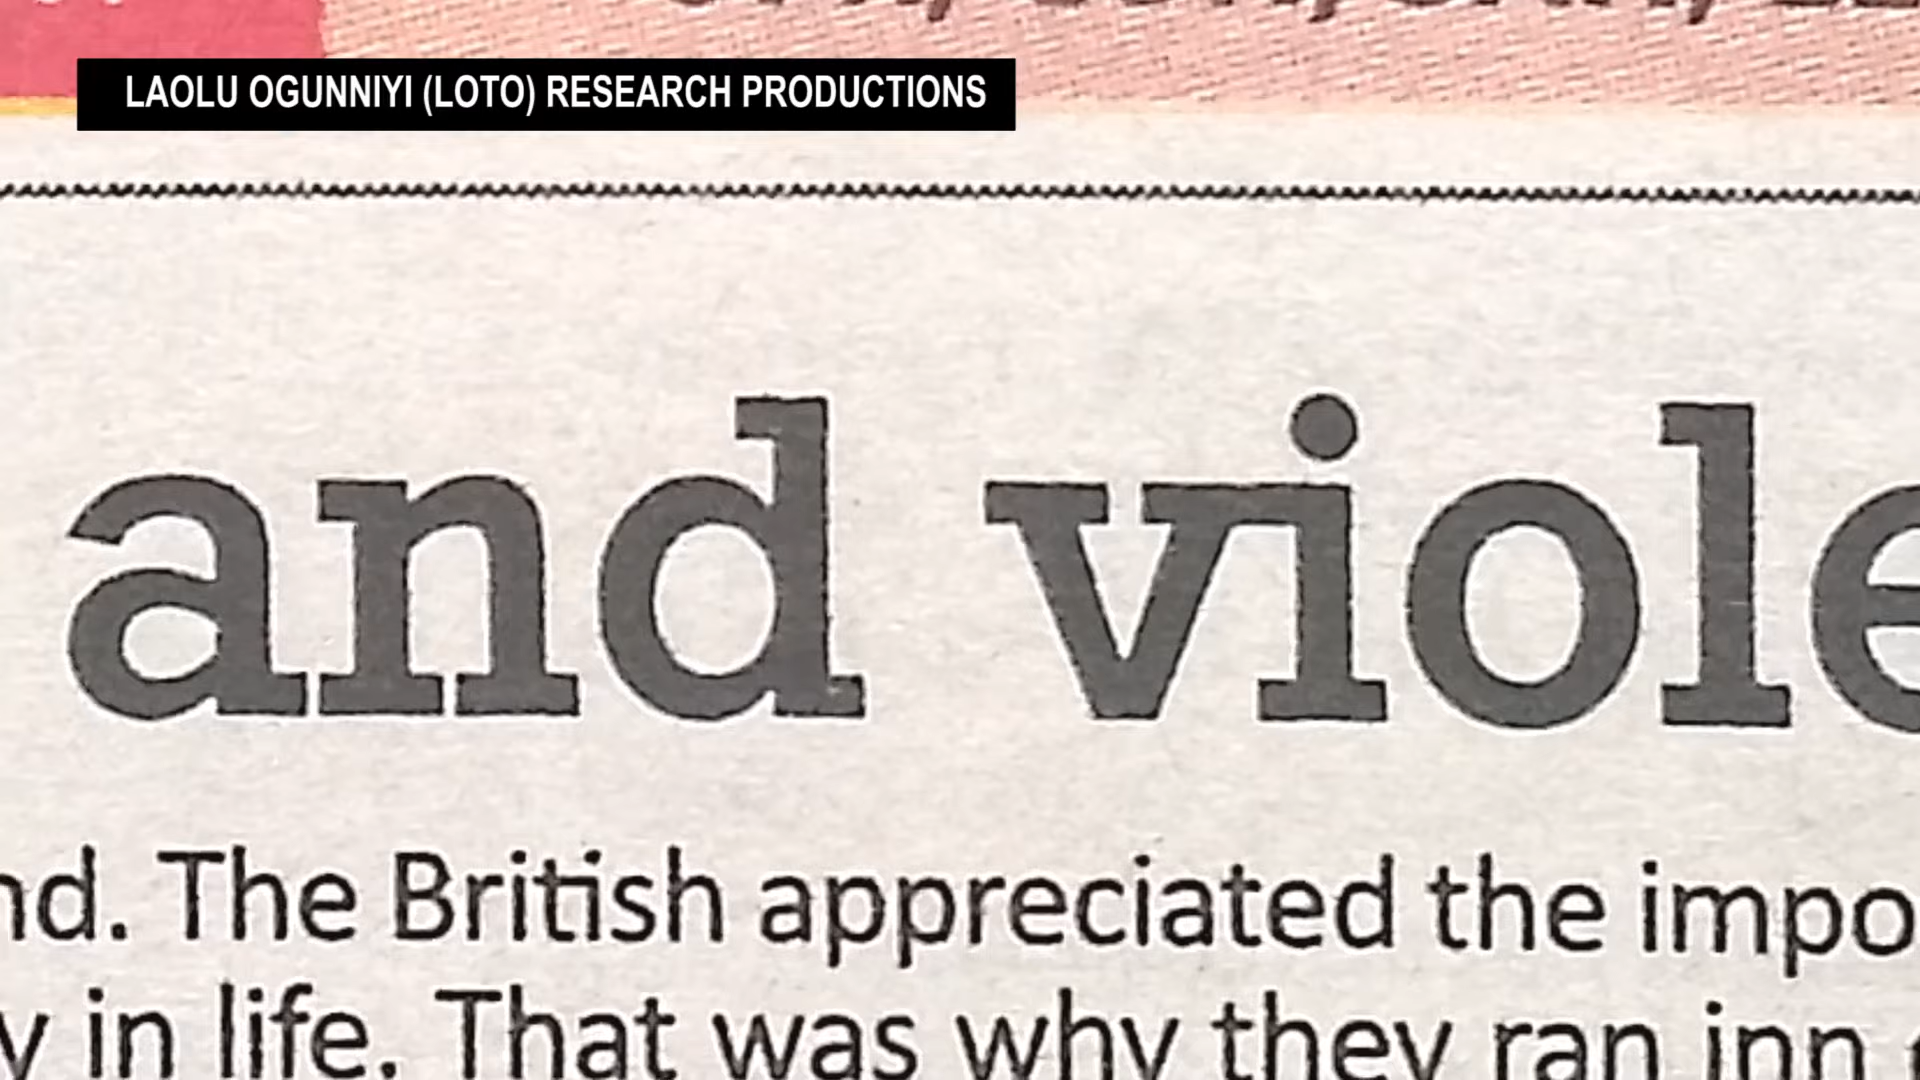 LAOLU OGUNNIYI (LOTO) RESEARCH PRODUCTIONS
and viole
nd. The British appreciated the impo
y in life. That was why they ran inn